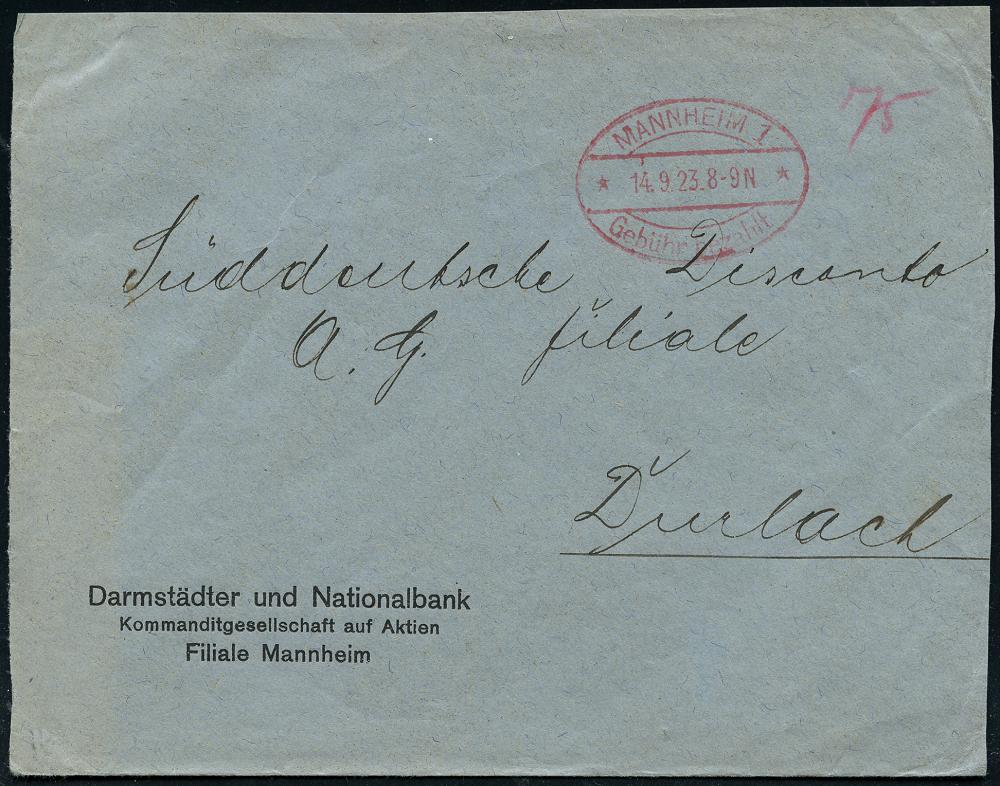 75
MANNHEIM 1
* 14.9.23.8-9N *
Gebühr bezahlt
Süddeutsche Disconto
A. G. Filiale
Durlach
Darmstädter und Nationalbank
Kommanditgesellschaft auf Aktien
Filiale Mannheim